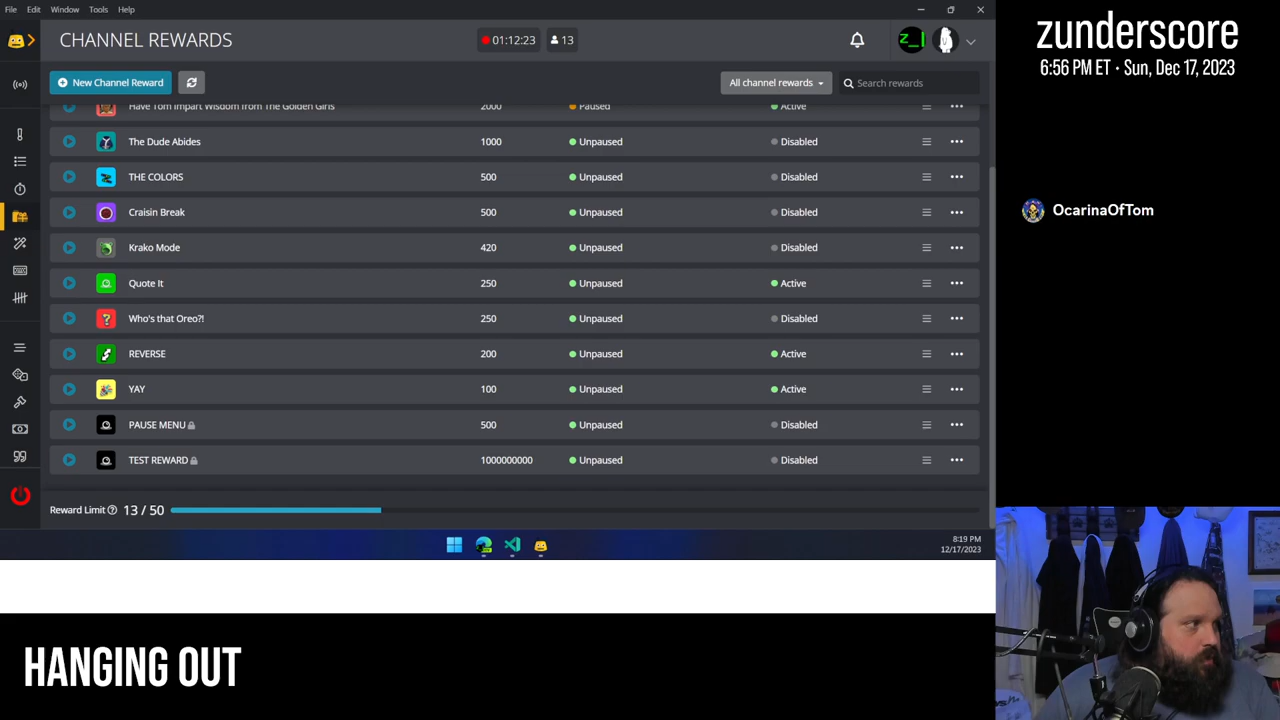 File Edit Window Tools Help
CHANNEL REWARDS
01:12:23
13
z_
New Channel Reward
All channel rewards
Search rewards
Have Tom Impart Wisdom from The Golden Girls 2000 Paused Active
The Dude Abides 1000 Unpaused Disabled
THE COLORS 500 Unpaused Disabled
Craisin Break 500 Unpaused Disabled
Krako Mode 420 Unpaused Disabled
Quote It 250 Unpaused Active
Who's that Oreo?! 250 Unpaused Disabled
REVERSE 200 Unpaused Active
YAY 100 Unpaused Active
PAUSE MENU 500 Unpaused Disabled
TEST REWARD 1000000000 Unpaused Disabled
Reward Limit 13 / 50
8:19 PM
12/17/2023
zunderscore
6:56 PM ET • Sun, Dec 17, 2023
OcarinaOfTom
HANGING OUT